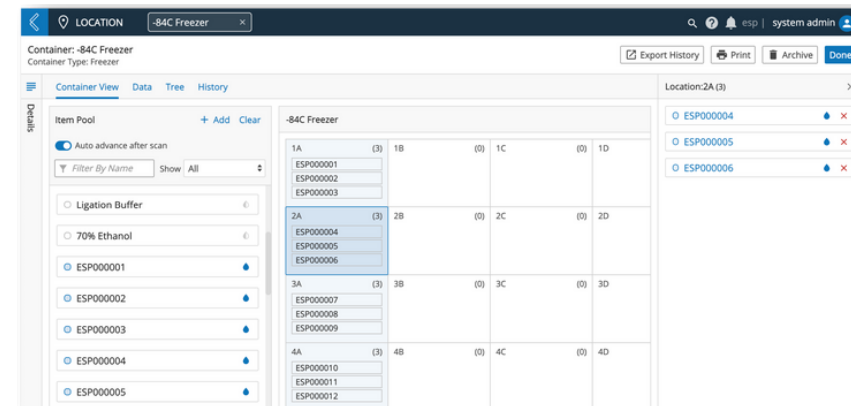 LOCATION
-84C Freezer ×
esp | system admin
Container: -84C Freezer
Container Type: Freezer
Export History
Print
Archive
Done
Details
Container View Data Tree History
Item Pool + Add Clear
Auto advance after scan
Filter By Name Show All
Ligation Buffer
70% Ethanol
ESP000001
ESP000002
ESP000003
ESP000004
ESP000005
-84C Freezer
1A (3) 1B (0) 1C (0) 1D
ESP000001
ESP000002
ESP000003
2A (3) 2B (0) 2C (0) 2D
ESP000004
ESP000005
ESP000006
3A (3) 3B (0) 3C (0) 3D
ESP000007
ESP000008
ESP000009
4A (3) 4B (0) 4C (0) 4D
ESP000010
ESP000011
ESP000012
Location:2A (3)
ESP000004
ESP000005
ESP000006